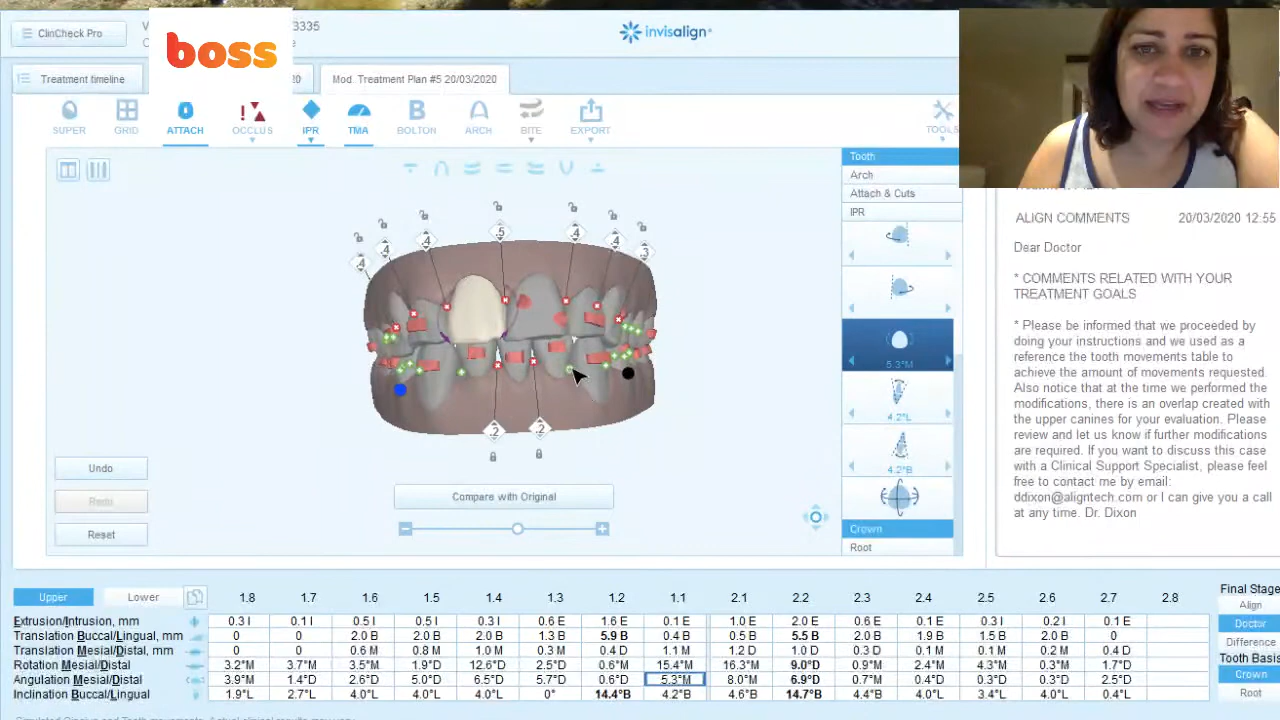 ClinCheck Pro
3335
boss
invisalign
Treatment timeline
20
Mod. Treatment Plan #5 20/03/2020
SUPER
GRID
ATTACH
OCCLUS
IPR
TMA
BOLTON
ARCH
BITE
EXPORT
TOOLS
Tooth
Arch
Attach & Cuts
IPR
5.3°M
4.2°L
4.2°B
Crown
Root
.4
.4
.4
.5
.4
.4
.3
.2
.2
Undo
Redo
Reset
Compare with Original
ALIGN COMMENTS 20/03/2020 12:55
Dear Doctor
* COMMENTS RELATED WITH YOUR
TREATMENT GOALS
* Please be informed that we proceeded by
doing your instructions and we used as a
reference the tooth movements table to
achieve the amount of movements requested.
Also notice that at the time we performed the
modifications, there is an overlap created with
the upper canines for your evaluation. Please
review and let us know if further modifications
are required. If you want to discuss this case
with a Clinical Support Specialist, please feel
free to contact me by email:
ddixon@aligntech.com or I can give you a call
at any time. Dr. Dixon
Upper Lower 1.8 1.7 1.6 1.5 1.4 1.3 1.2 1.1 2.1 2.2 2.3 2.4 2.5 2.6 2.7 2.8
Extrusion/Intrusion, mm 0.3 I 0.1 I 0.5 I 0.5 I 0.2 I 0.6 E 1.6 E 0.1 E 1.0 E 2.0 E 0.6 E 0.1 E 0.3 I 0.2 I 0.1 E
Translation Buccal/Lingual, mm 0 0 2.0 B 2.0 B 2.0 B 1.3 B 5.9 B 0.4 B 0.5 B 5.5 B 2.0 B 1.9 B 1.5 B 2.0 B 0
Translation Mesial/Distal, mm 0 0 0.6 M 0.8 M 1.0 M 0.3 M 0.4 D 1.1 M 1.2 D 1.0 D 0.3 D 0.1 M 0.2 M 0.2 M 0.4 D
Rotation Mesial/Distal 3.2°M 3.7°M 3.5°M 1.9°D 12.6°D 2.5°D 0.6°M 15.4°M 16.3°M 9.0°D 0.9°M 2.4°M 4.3°M 0.3°M 1.7°D
Angulation Mesial/Distal 3.9°M 1.4°D 2.6°D 5.0°D 6.5°D 5.7°D 0.6°D 5.3°M 8.0°M 6.9°D 0.7°M 0.4°D 0.3°D 0.3°D 2.5°D
Inclination Buccal/Lingual 1.9°L 2.7°L 4.0°L 4.0°L 4.0°L 0° 14.4°B 4.2°B 4.6°B 14.7°B 4.4°B 4.0°L 3.4°L 4.0°L 0.2°L
Final Stage
Align
Doctor
Difference
Tooth Basis
Crown
Root